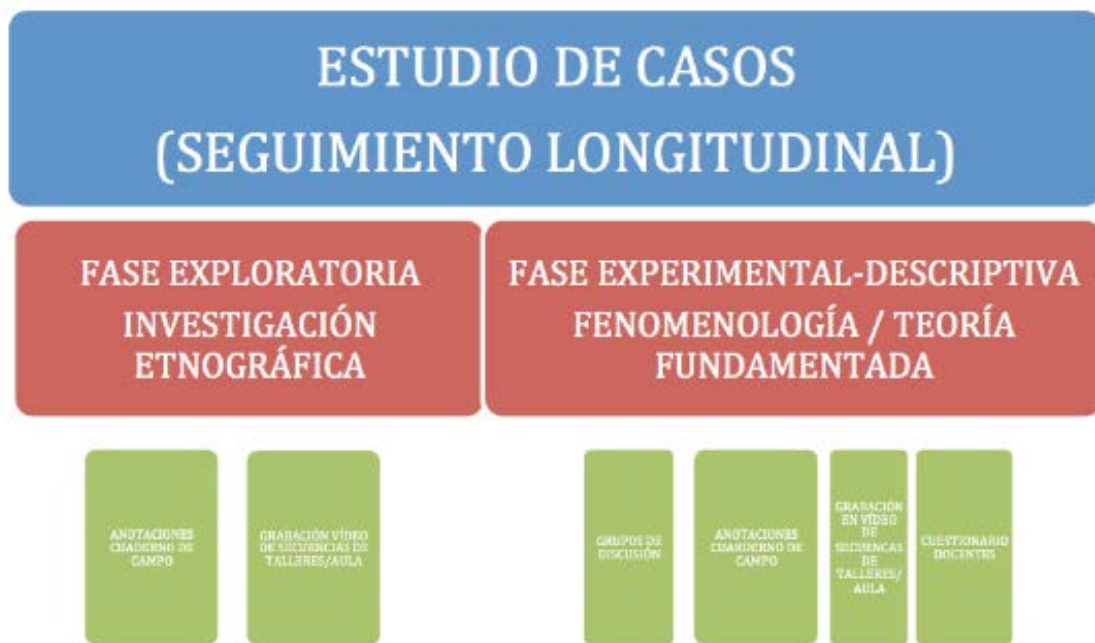 ESTUDIO DE CASOS
(SEGUIMIENTO LONGITUDINAL)
FASE EXPLORATORIA
INVESTIGACIÓN
ETNOGRÁFICA
FASE EXPERIMENTAL-DESCRIPTIVA
FENOMENOLOGÍA / TEORÍA
FUNDAMENTADA
ANOTACIONES
CUADERNO DE
CAMPO
GRABACIÓN VÍDEO
DE SECUENCIAS DE
TALLERES/AULA
GRUPOS DE
DISCUSIÓN
ANOTACIONES
CUARDERNO DE
CAMPO
GRABACIÓN
EN VÍDEO
DE
SECUENCAS
DE
TALLERES/
AULA
CUESTIONARIO
DOCENTES